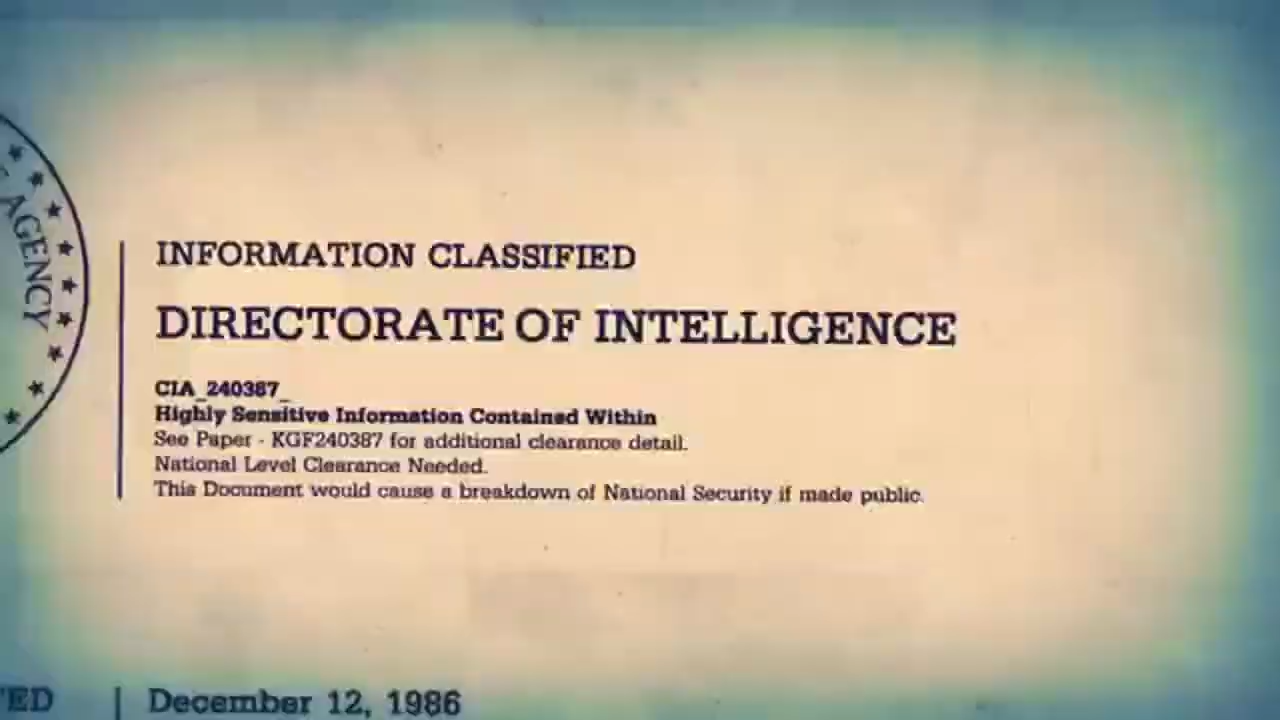 AGENCY
INFORMATION CLASSIFIED
DIRECTORATE OF INTELLIGENCE
CIA_240387_
Highly Sensitive Information Contained Within
See Paper - KGF240387 for additional clearance detail.
National Level Clearance Needed.
This Document would cause a breakdown of National Security if made public.
December 12, 1986